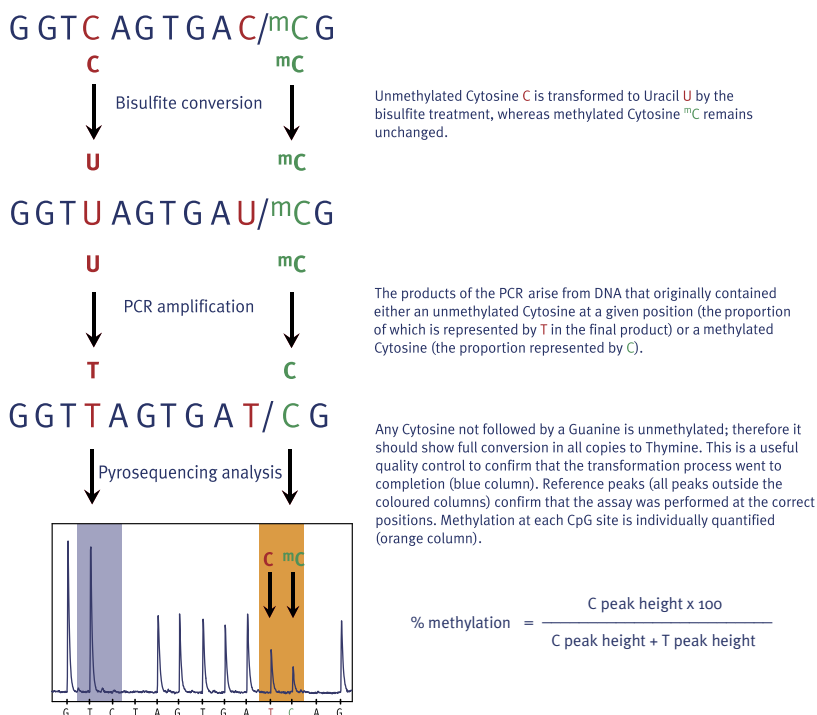 GGTCAGTGAC/mCG
C mC
Bisulfite conversion
Unmethylated Cytosine C is transformed to Uracil U by the
bisulfite treatment, whereas methylated Cytosine mC remains
unchanged.
U mC
GGTUAGTGAU/mCG
U mC
PCR amplification
The products of the PCR arise from DNA that originally contained
either an unmethylated Cytosine at a given position (the proportion
of which is represented by T in the final product) or a methylated
Cytosine (the proportion represented by C).
T C
GGTTAGTGAT/CG
Pyrosequencing analysis
Any Cytosine not followed by a Guanine is unmethylated; therefore it
should show full conversion in all copies to Thymine. This is a useful
quality control to confirm that the transformation process went to
completion (blue column). Reference peaks (all peaks outside the
coloured columns) confirm that the assay was performed at the correct
positions. Methylation at each CpG site is individually quantified
(orange column).
C mC
% methylation =
C peak height x 100
C peak height + T peak height
G T C T A G T G A T C A G